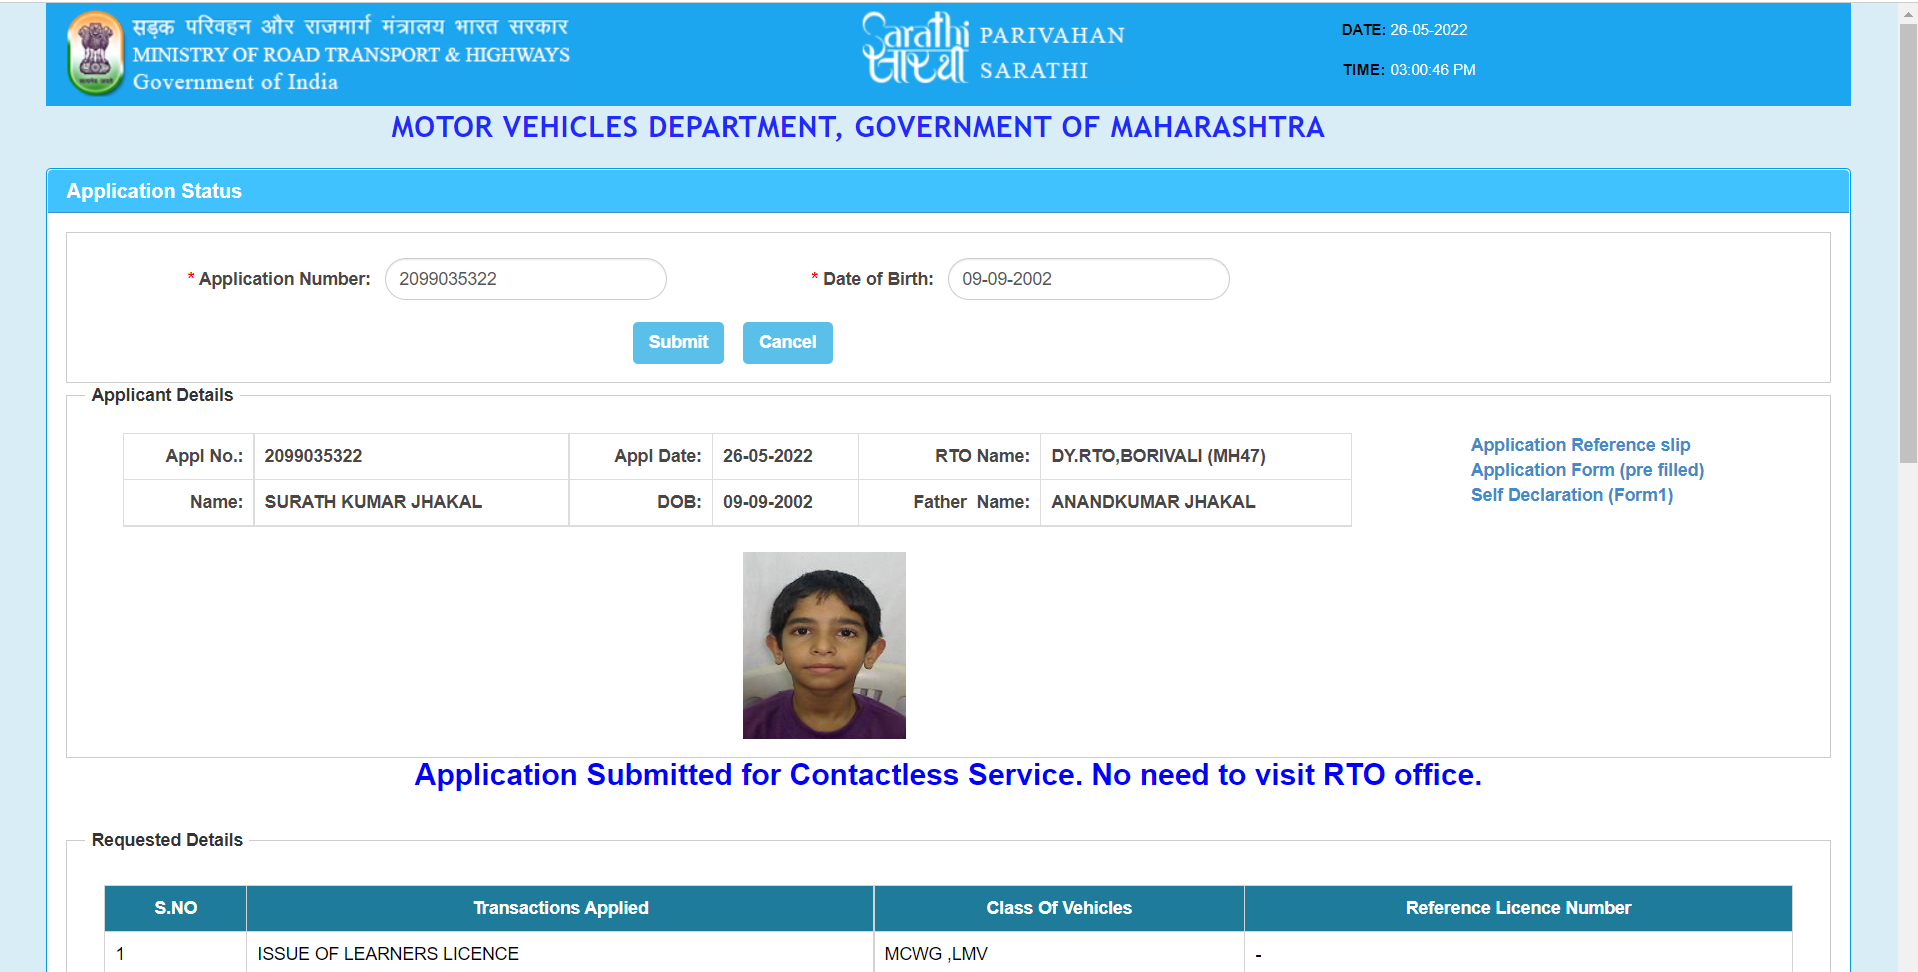 सड़क परिवहन और राजमार्ग मंत्रालय भारत सरकार
MINISTRY OF ROAD TRANSPORT & HIGHWAYS
Government of India
Sarathi
सारथी
PARIVAHAN
SARATHI
DATE: 26-05-2022
TIME: 03:00:46 PM
MOTOR VEHICLES DEPARTMENT, GOVERNMENT OF MAHARASHTRA
Application Status
* Application Number: 2099035322 * Date of Birth: 09-09-2002
Submit Cancel
Applicant Details
Appl No.: 2099035322 Appl Date: 26-05-2022 RTO Name: DY.RTO,BORIVALI (MH47)
Name: SURATH KUMAR JHAKAL DOB: 09-09-2002 Father Name: ANANDKUMAR JHAKAL
Application Reference slip
Application Form (pre filled)
Self Declaration (Form1)
Application Submitted for Contactless Service. No need to visit RTO office.
Requested Details
S.NO Transactions Applied Class Of Vehicles Reference Licence Number
1 ISSUE OF LEARNERS LICENCE MCWG ,LMV -